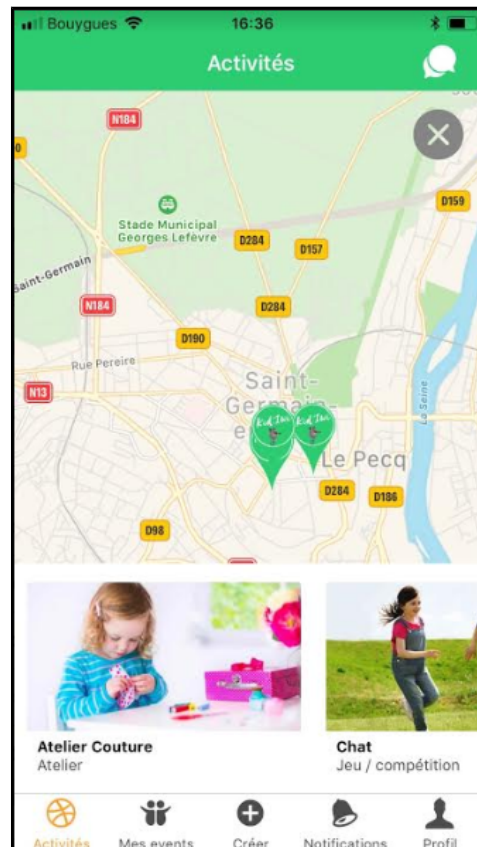 Bouygues 16:36
Activités
N184
D159
Stade Municipal
Georges Lefèvre
D284
D157
Saint-Germain
N184
D284
D190
Rue Pereire
Saint-
N13
Germain-
La Seine
Le Pecq
D284
D186
D98
Atelier Couture
Atelier
Chat
Jeu / compétition
Activités Mes events Créer Notifications Profil